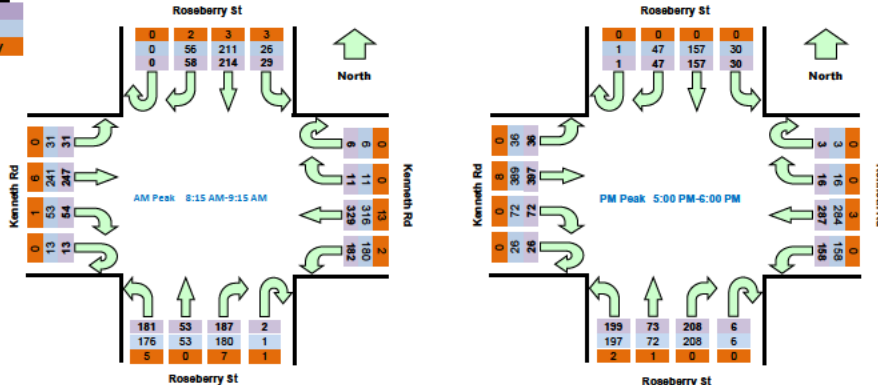 Roseberry St
0 2 3 3
0 56 211 26
0 58 214 29
North
Kenneth Rd
0 31 31
6 241 247
1 53 54
0 13 13
AM Peak 8:15 AM-9:15 AM
6 6 0
11 11 0
329 316 13
182 180 2
Kenneth Rd
181 53 187 2
176 53 180 1
5 0 7 1
Roseberry St
Roseberry St
0 0 0 0
1 47 157 30
1 47 157 30
North
Kenneth Rd
0 36 36
8 389 397
0 72 72
0 26 26
PM Peak 5:00 PM-6:00 PM
3 3 0
16 16 0
287 284 3
158 158 0
199 73 208 6
197 72 208 6
2 1 0 0
Roseberry St